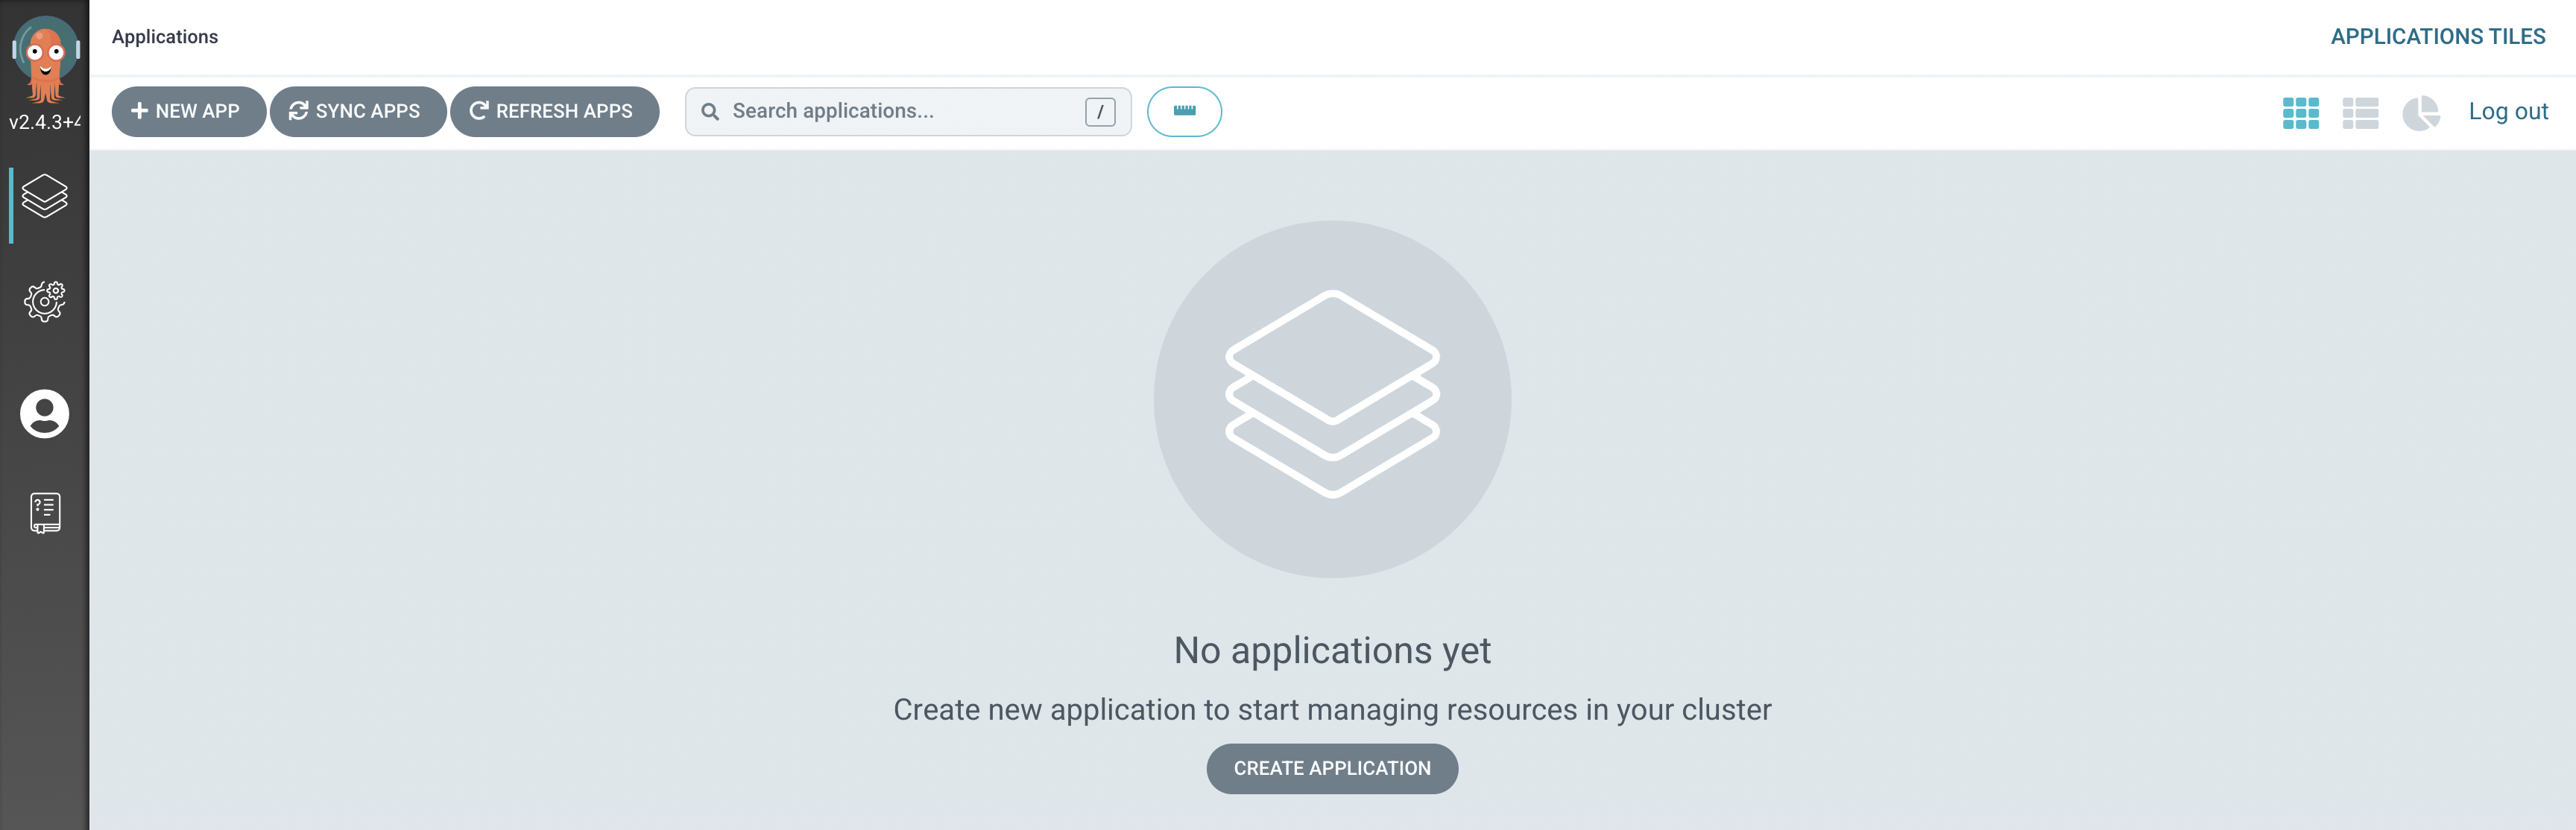 Applications
APPLICATIONS TILES
v2.4.3+
NEW APP
SYNC APPS
REFRESH APPS
Search applications...
/
Log out
No applications yet
Create new application to start managing resources in your cluster
CREATE APPLICATION